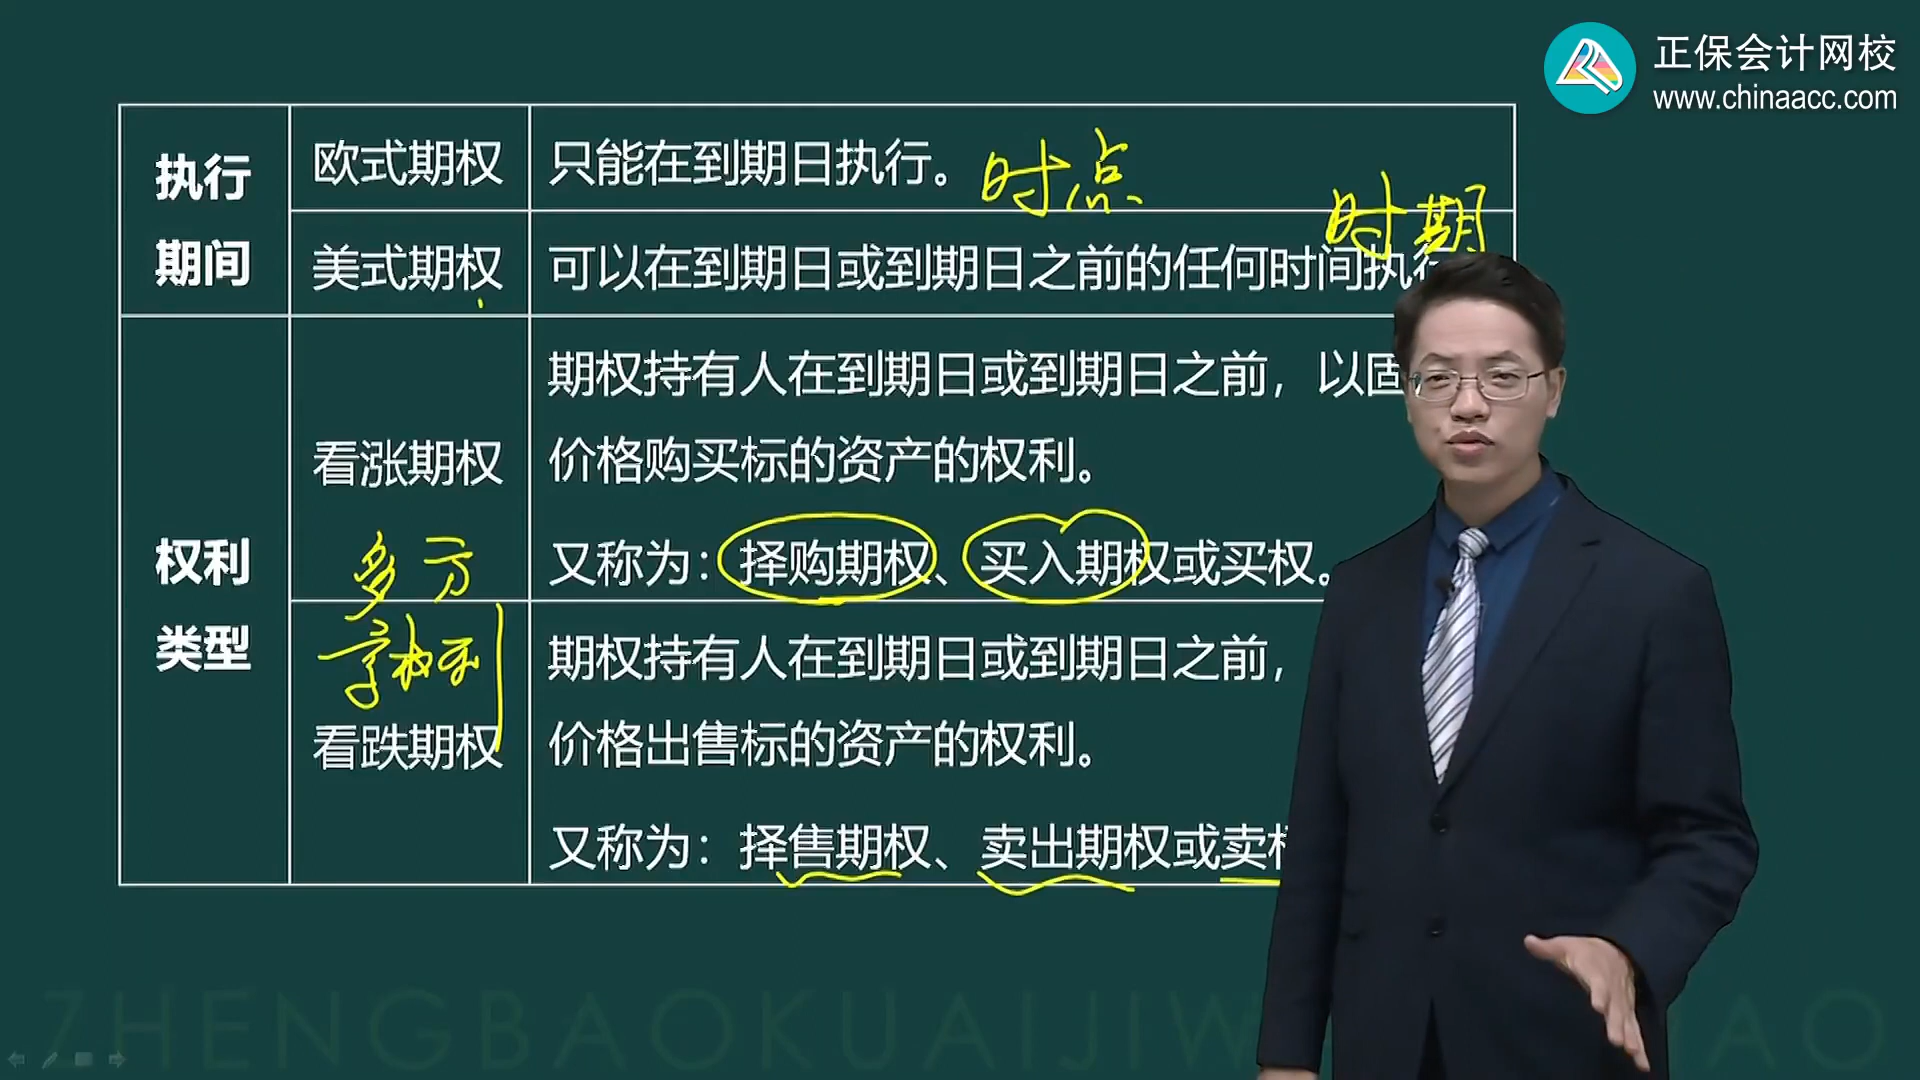 正保会计网校
www.chinaacc.com
执行
期间
欧式期权
只能在到期日执行。
时点
时期
美式期权
可以在到期日或到期日之前的任何时间执行
权利
类型
看涨期权
期权持有人在到期日或到期日之前，以固
价格购买标的资产的权利。
又称为：择购期权、买入期权或买权。
多方
享权利
看跌期权
期权持有人在到期日或到期日之前，
价格出售标的资产的权利。
又称为：择售期权、卖出期权或卖权
ZHENGBAOKUAIJIW
AO